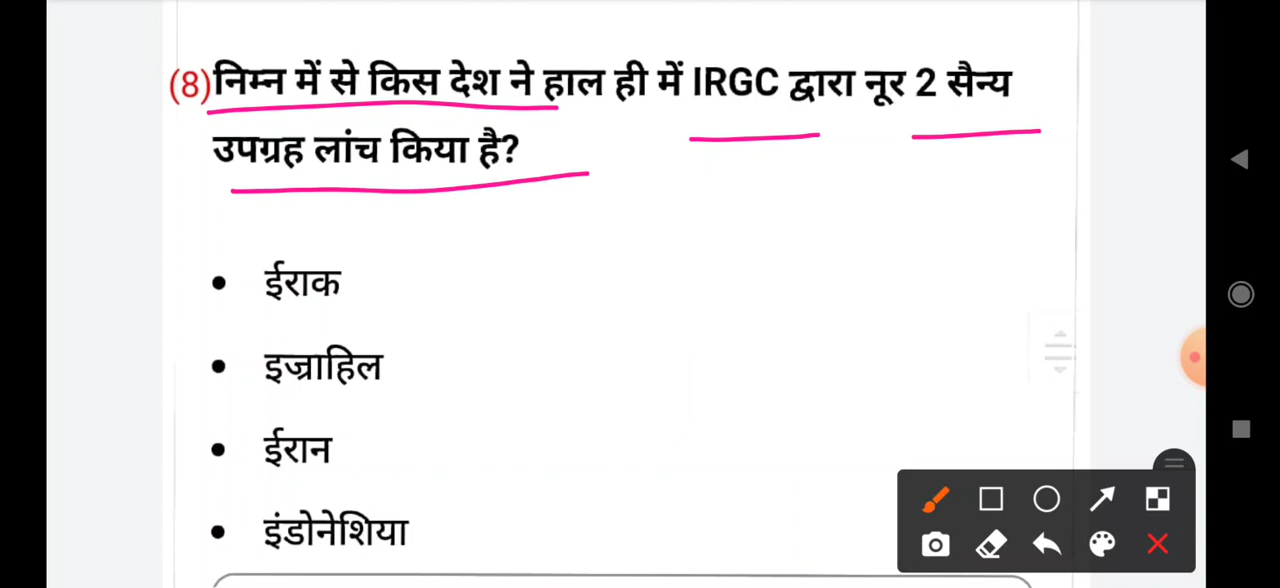 (8)निम्न में से किस देश ने हाल ही में IRGC द्वारा नूर 2 सैन्य
उपग्रह लांच किया है?
• ईराक
• इज्राहिल
• ईरान
• इंडोनेशिया